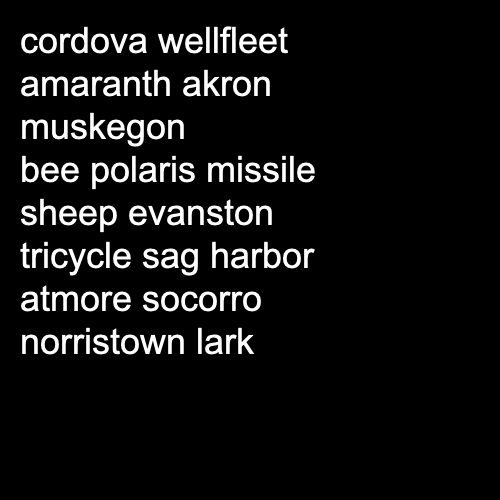 cordova wellfleet
amaranth akron
muskegon
bee polaris missile
sheep evanston
tricycle sag harbor
atmore socorro
norristown lark